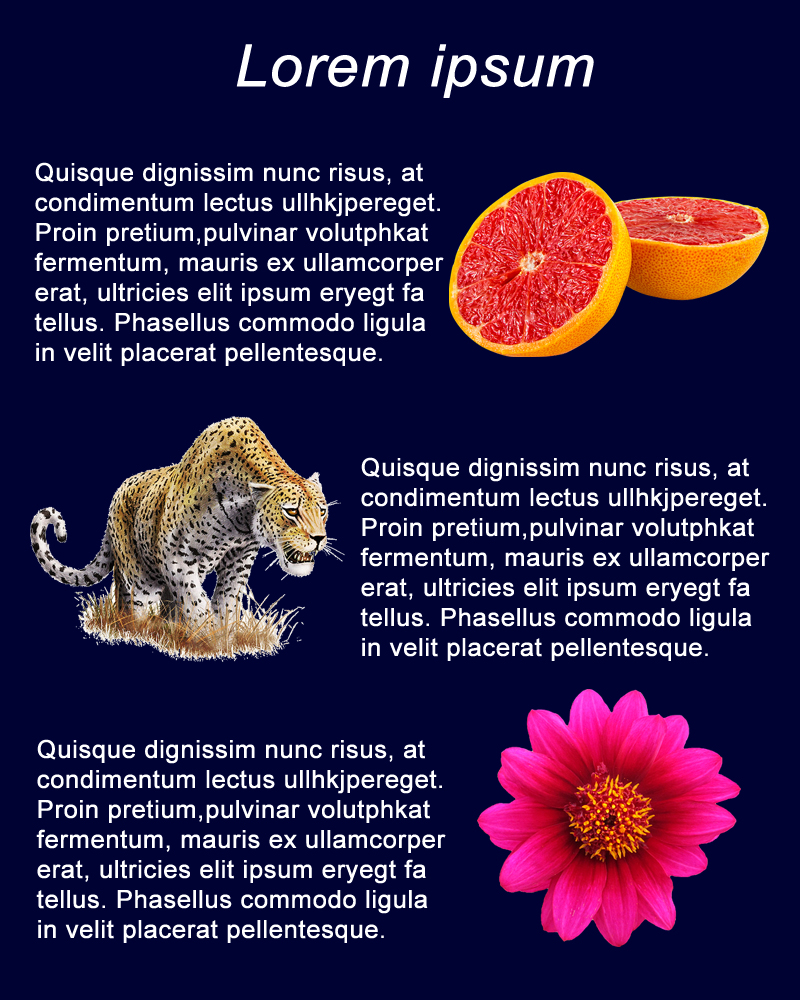 Lorem ipsum
Quisque dignissim nunc risus, at
condimentum lectus ullhkjpereget.
Proin pretium,pulvinar volutphkat
fermentum, mauris ex ullamcorper
erat, ultricies elit ipsum eryegt fa
tellus. Phasellus commodo ligula
in velit placerat pellentesque.
Quisque dignissim nunc risus, at
condimentum lectus ullhkjpereget.
Proin pretium,pulvinar volutphkat
fermentum, mauris ex ullamcorper
erat, ultricies elit ipsum eryegt fa
tellus. Phasellus commodo ligula
in velit placerat pellentesque.
Quisque dignissim nunc risus, at
condimentum lectus ullhkjpereget.
Proin pretium,pulvinar volutphkat
fermentum, mauris ex ullamcorper
erat, ultricies elit ipsum eryegt fa
tellus. Phasellus commodo ligula
in velit placerat pellentesque.